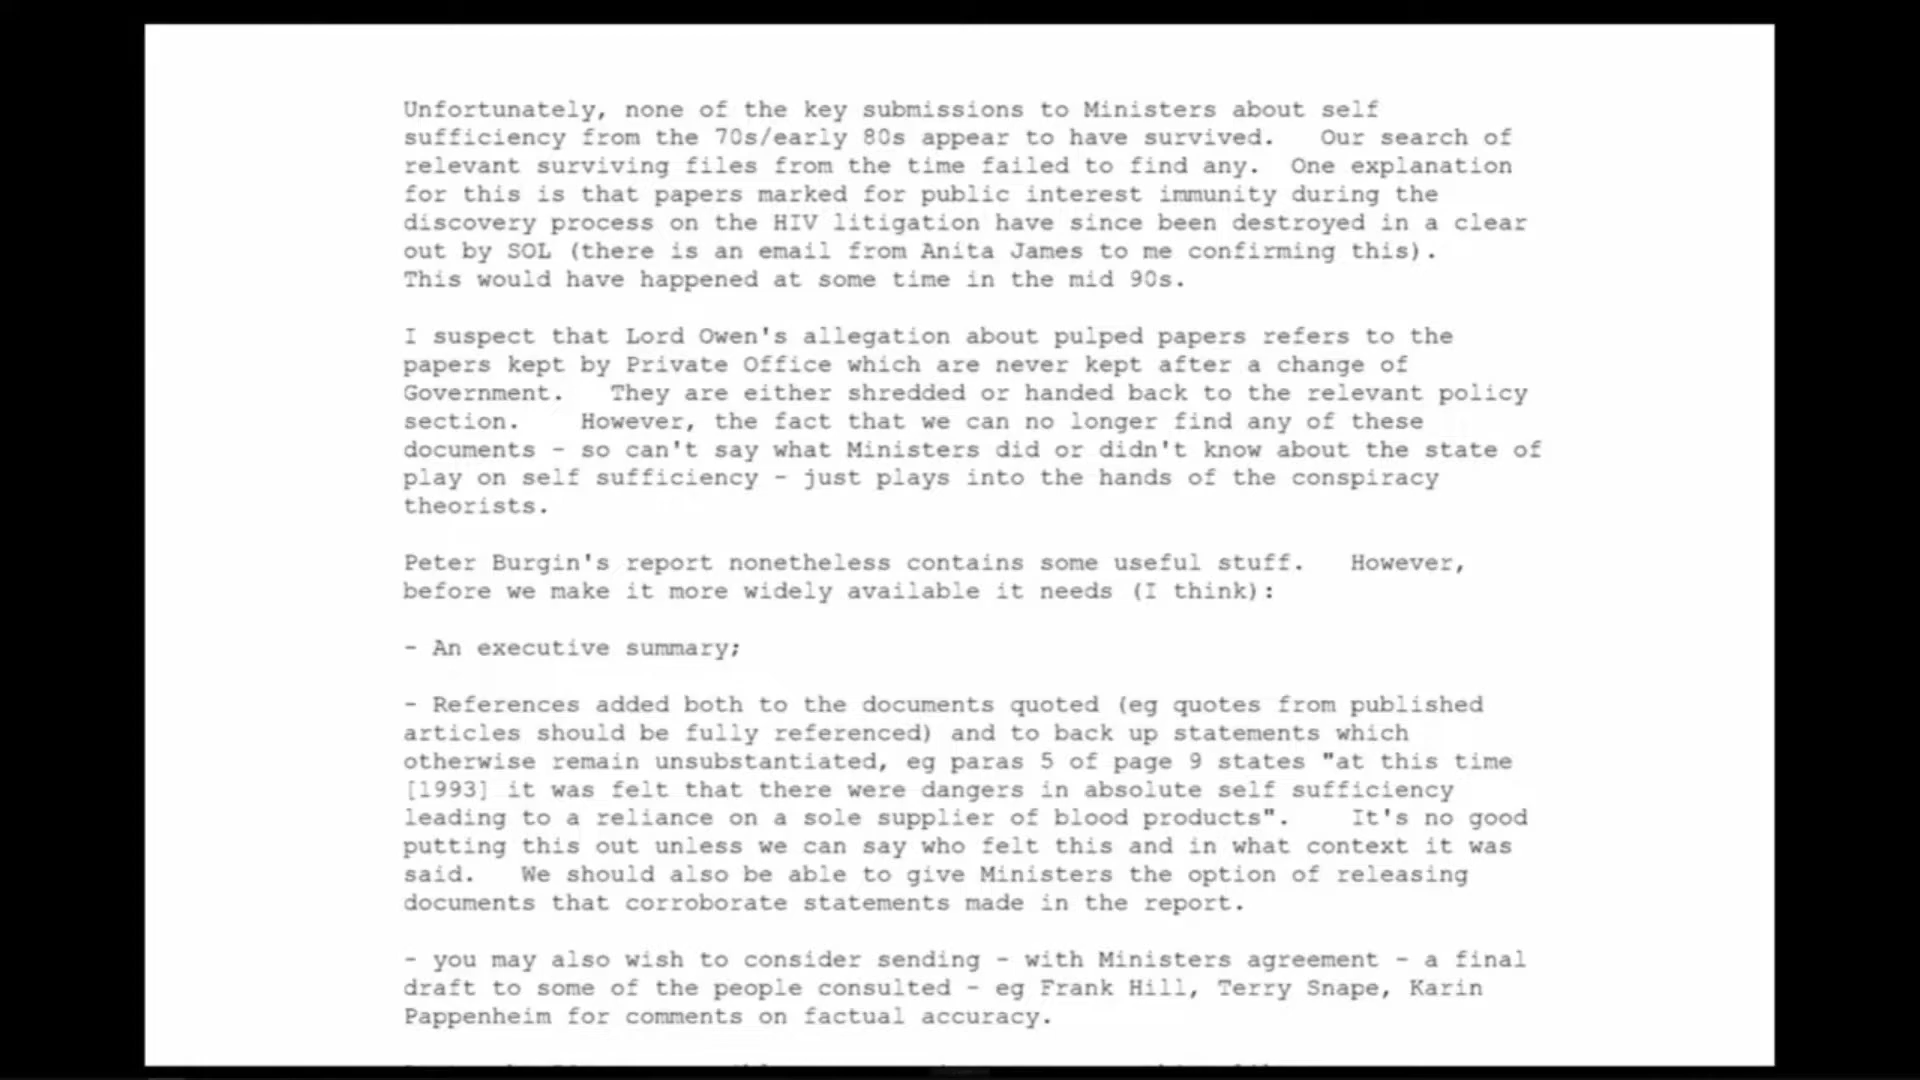 Unfortunately, none of the key submissions to Ministers about self
sufficiency from the 70s/early 80s appear to have survived.   Our search of
relevant surviving files from the time failed to find any.  One explanation
for this is that papers marked for public interest immunity during the
discovery process on the HIV litigation have since been destroyed in a clear
out by SOL (there is an email from Anita James to me confirming this).
This would have happened at some time in the mid 90s.
I suspect that Lord Owen's allegation about pulped papers refers to the
papers kept by Private Office which are never kept after a change of
Government.   They are either shredded or handed back to the relevant policy
section.    However, the fact that we can no longer find any of these
documents - so can't say what Ministers did or didn't know about the state of
play on self sufficiency - just plays into the hands of the conspiracy
theorists.
Peter Burgin's report nonetheless contains some useful stuff.   However,
before we make it more widely available it needs (I think):
- An executive summary;
- References added both to the documents quoted (eg quotes from published
articles should be fully referenced) and to back up statements which
otherwise remain unsubstantiated, eg paras 5 of page 9 states "at this time
[1993] it was felt that there were dangers in absolute self sufficiency
leading to a reliance on a sole supplier of blood products".    It's no good
putting this out unless we can say who felt this and in what context it was
said.   We should also be able to give Ministers the option of releasing
documents that corroborate statements made in the report.
- you may also wish to consider sending - with Ministers agreement - a final
draft to some of the people consulted - eg Frank Hill, Terry Snape, Karin
Pappenheim for comments on factual accuracy.